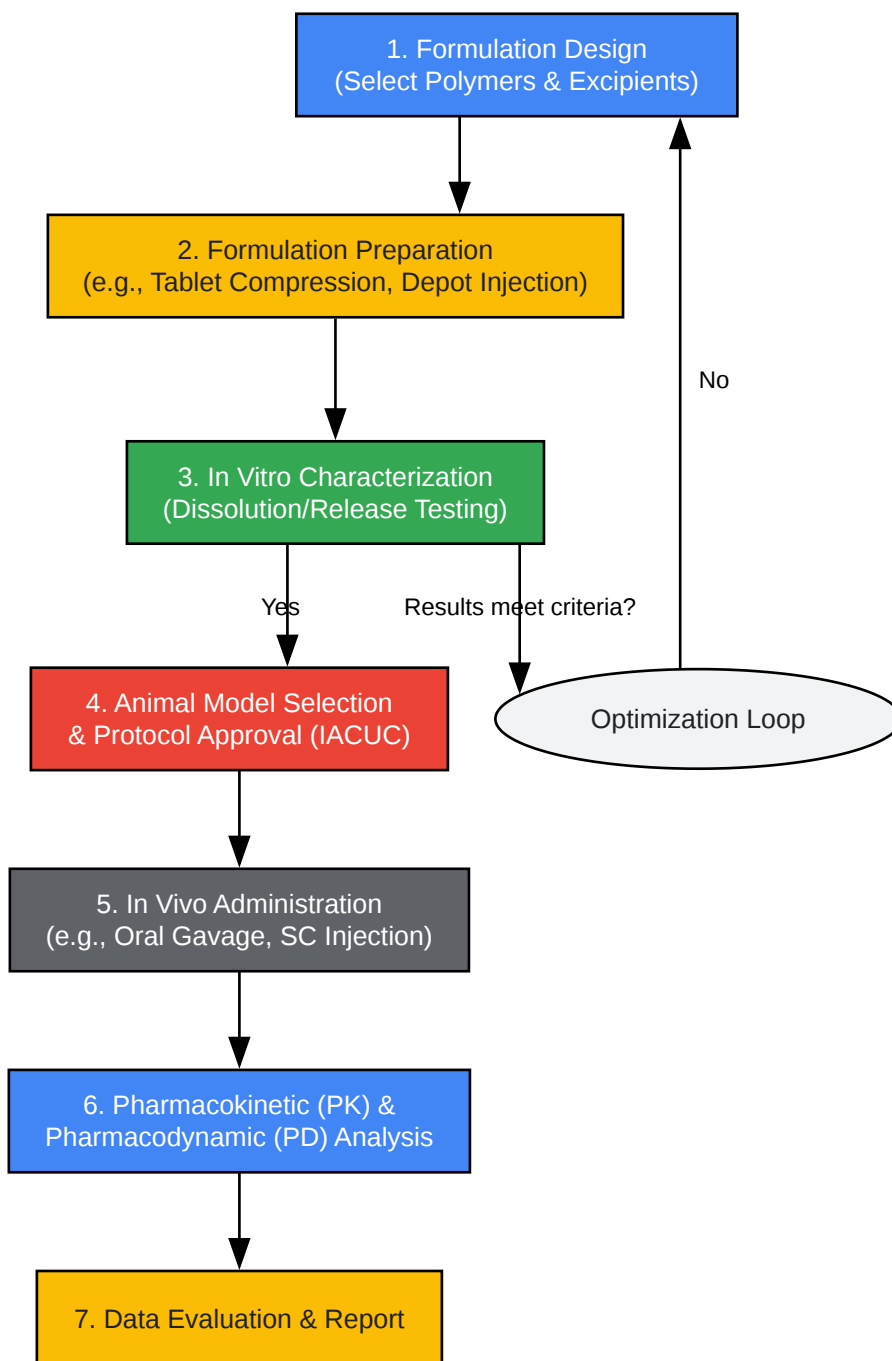 1. Formulation Design
(Select Polymers & Excipients)
2. Formulation Preparation
(e.g., Tablet Compression, Depot Injection)
No
3. In Vitro Characterization
(Dissolution/Release Testing)
Yes
Results meet criteria?
4. Animal Model Selection
& Protocol Approval (IACUC)
Optimization Loop
5. In Vivo Administration
(e.g., Oral Gavage, SC Injection)
6. Pharmacokinetic (PK) &
Pharmacodynamic (PD) Analysis
7. Data Evaluation & Report